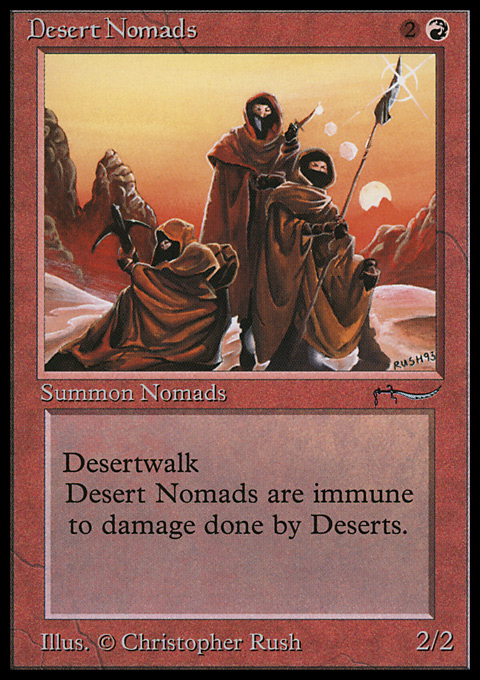 Desert Nomads 2
RUSH93
Summon Nomads
Desertwalk
Desert Nomads are immune
to damage done by Deserts.
Illus. © Christopher Rush 2/2